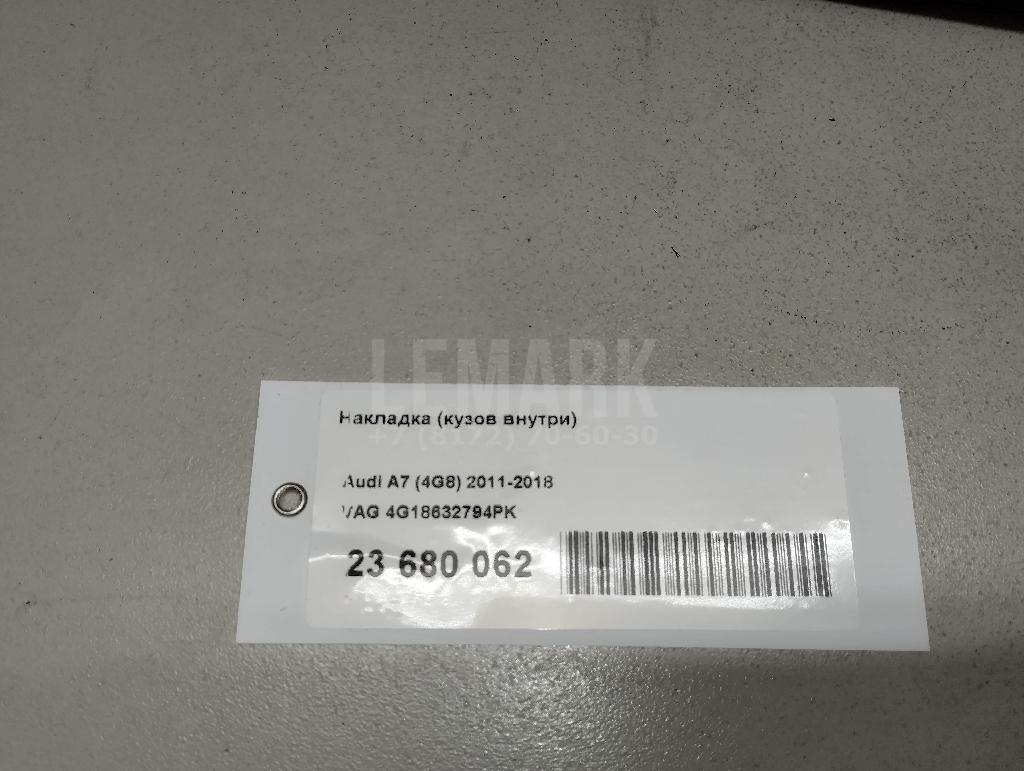 LEMARK
+7 (8172) 70-60-30
Накладка (кузов внутри)
Audi A7 (4G8) 2011-2018
VAG 4G18632794PK
23 680 062